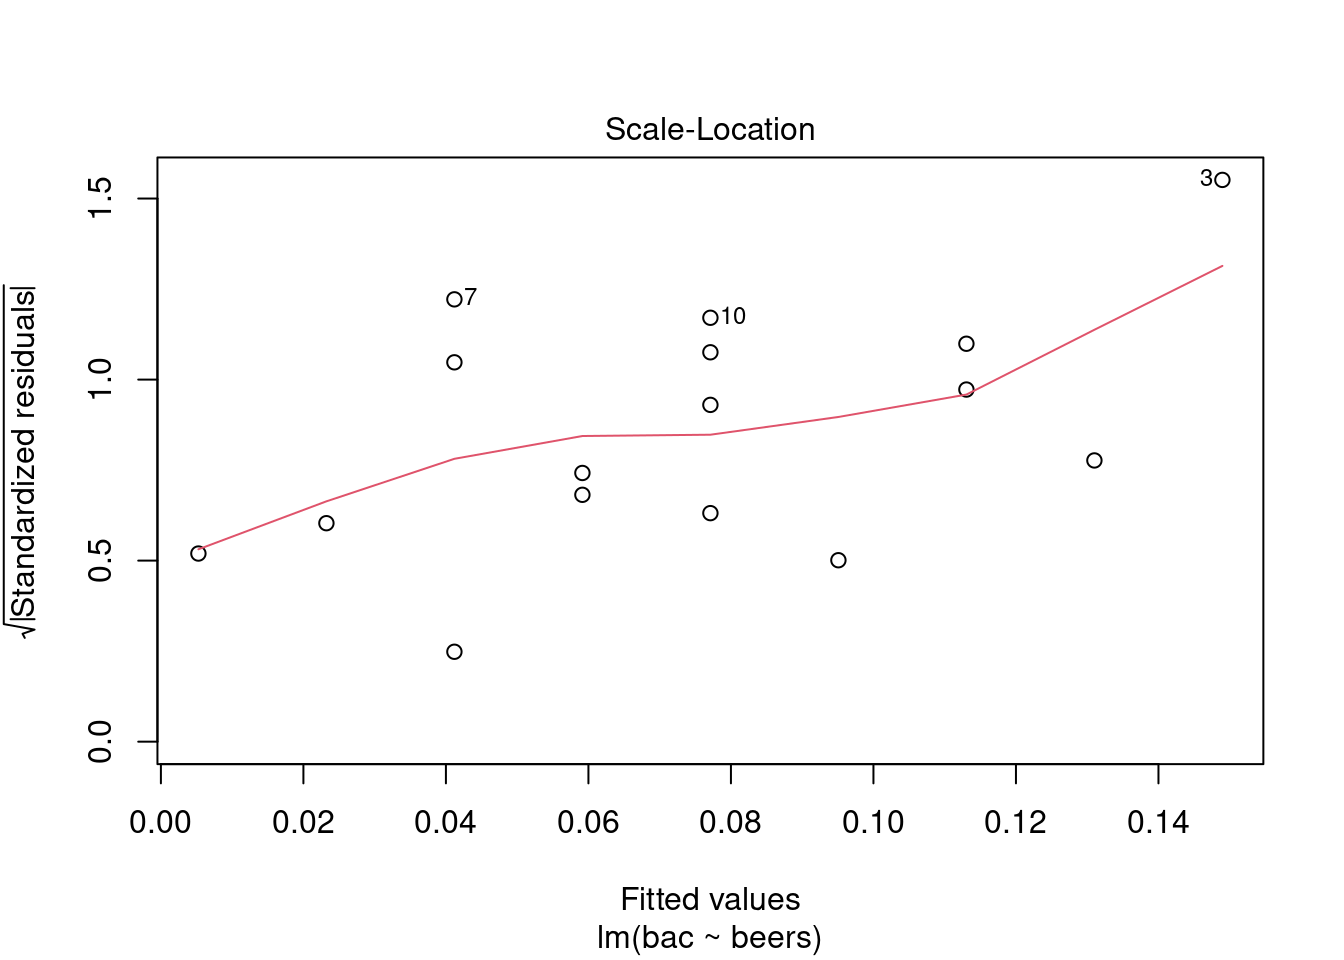 Scale-Location
√|Standardized residuals|
1.5
1.0
0.5
0.0
3
7
10
0.00 0.02 0.04 0.06 0.08 0.10 0.12 0.14
Fitted values
lm(bac ~ beers)